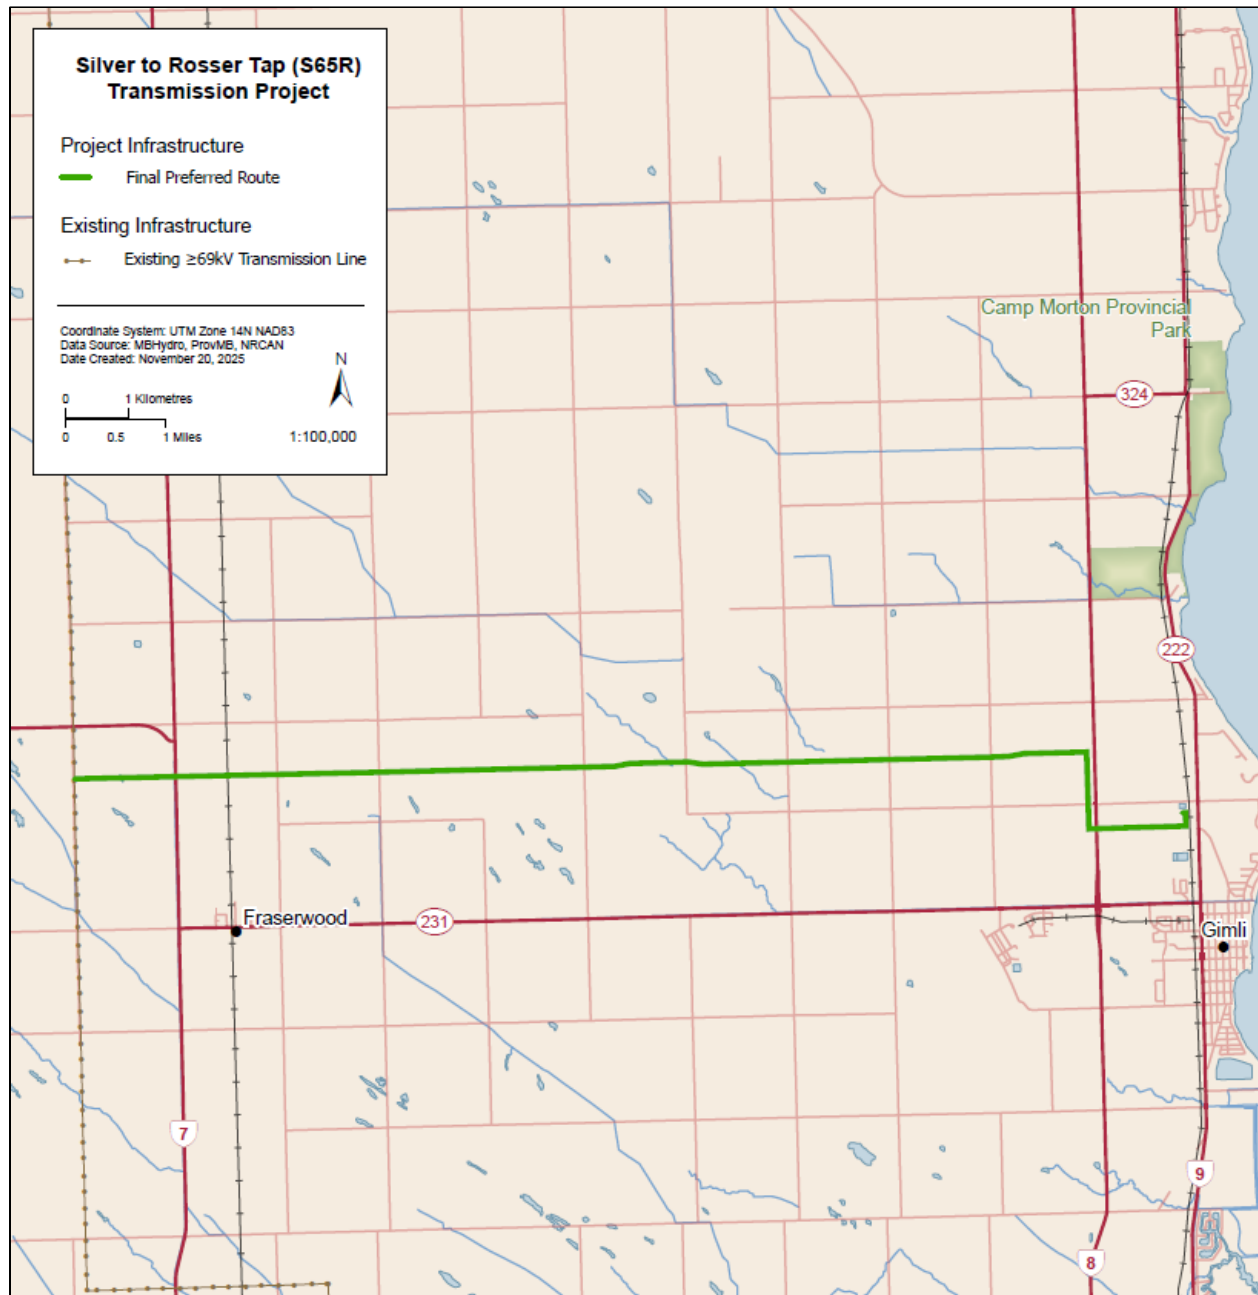 Silver to Rosser Tap (S65R)
Transmission Project
Project Infrastructure
Final Preferred Route
Existing Infrastructure
Existing ≥69kV Transmission Line
Coordinate System: UTM Zone 14N NAD83
Data Source: MBHydro, ProvMB, NRCAN
Date Created: November 20, 2025
N
0 1 Kilometres
0 0.5 1 Miles
1:100,000
Camp Morton Provincial
Park
324
222
Fraserwood
231
Gimli
7
9
8